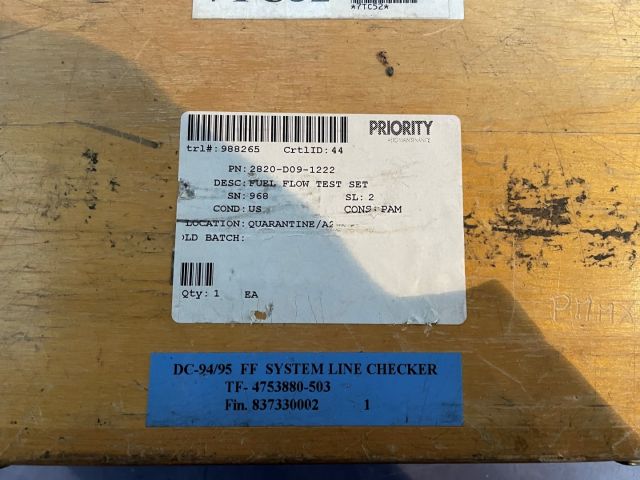 *7TC52*
PRIORITY
trl#: 988265 CrtlID: 44
PN: 2820-D09-1222
DESC: FUEL FLOW TEST SET
SN: 968 SL: 2
COND: US CONS: PAM
LOCATION: QUARANTINE/A2
OLD BATCH:
Qty: 1 EA
DC-94/95 FF SYSTEM LINE CHECKER
TF- 4753880-503
Fin. 837330002 1